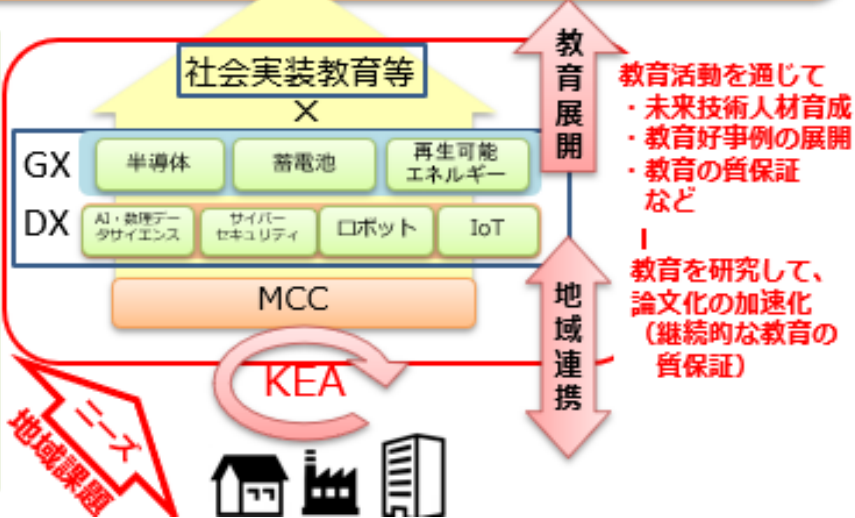 社会実装教育等
×
GX
半導体
蓄電池
再生可能
エネルギー
DX
AI・数理デー
タサイエンス
サイバー
セキュリティ
ロボット
IoT
MCC
KEA
ニーズ
地域課題
教育展開
地域連携
教育活動を通じて
・未来技術人材育成
・教育好事例の展開
・教育の質保証
など
教育を研究して、
論文化の加速化
（継続的な教育の
質保証）